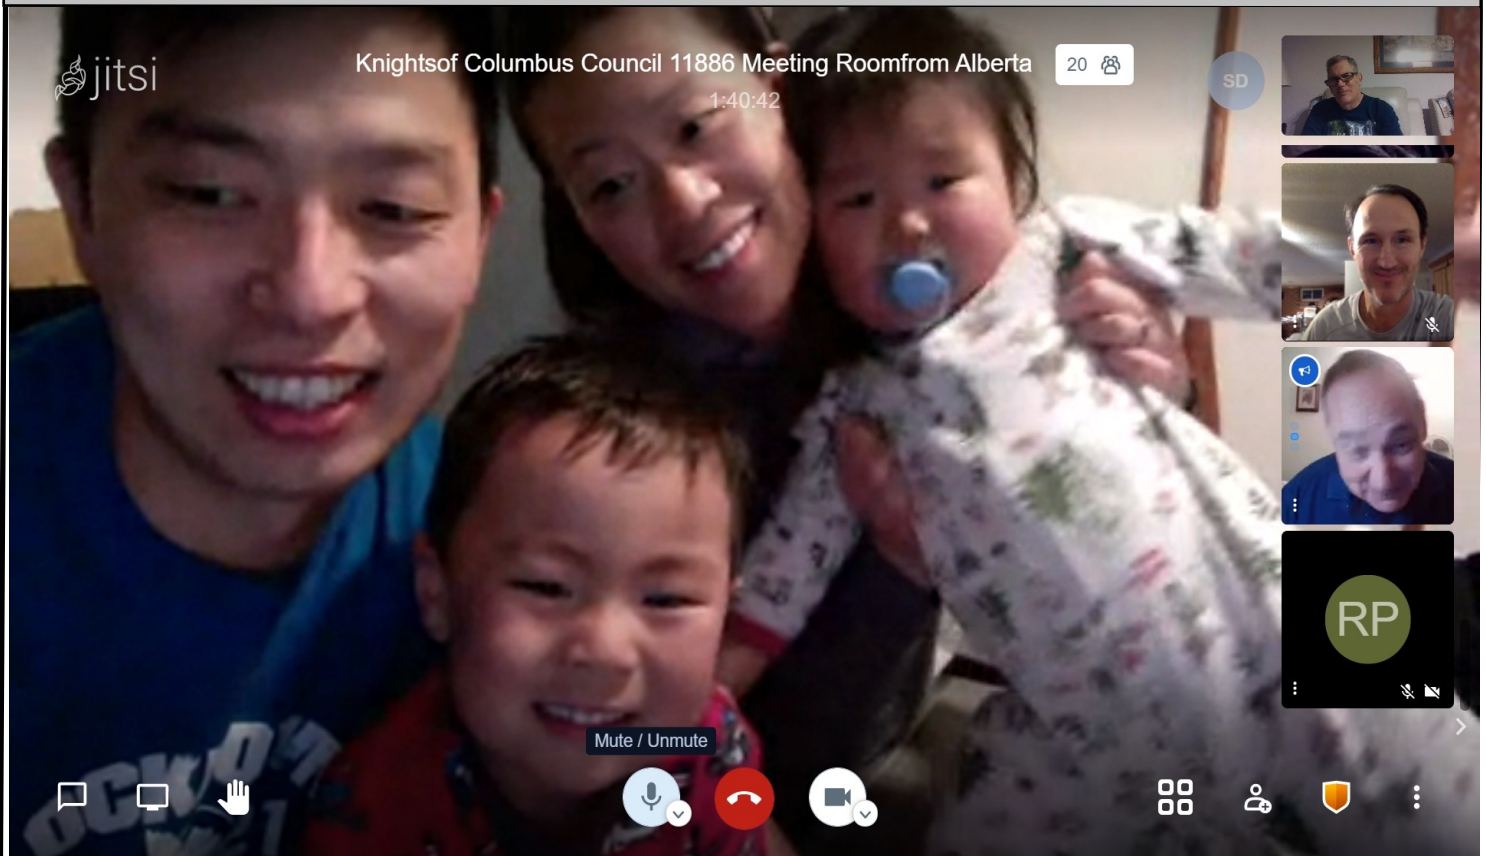 jitsi
Knightsof Columbus Council 11886 Meeting Roomfrom Alberta
20
1:40:42
SD
RP
Mute / Unmute